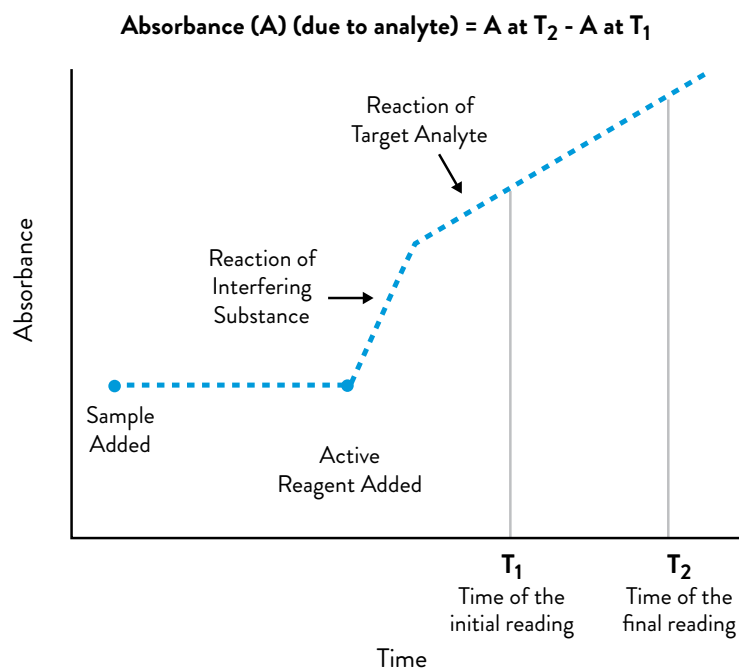 Absorbance (A) (due to analyte) = A at T₂ - A at T₁
Reaction of
Target Analyte
Reaction of
Interfering
Substance
Absorbance
Sample
Added
Active
Reagent Added
T₁
Time of the
initial reading
T₂
Time of the
final reading
Time